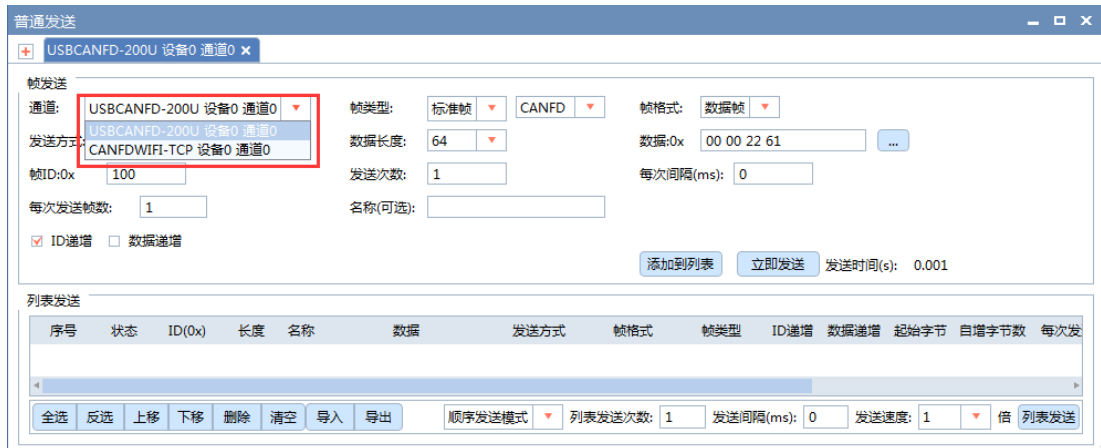 普通发送
USBCANFD-200U 设备0 通道0
帧发送
通道: USBCANFD-200U 设备0 通道0 帧类型: 标准帧 CANFD 帧格式: 数据帧
USBCANFD-200U 设备0 通道0
发送方式: 数据长度: 64 数据:0x 00 00 22 61 ...
CANFDWIFI-TCP 设备0 通道0
帧ID:0x 100 发送次数: 1 每次间隔(ms): 0
每次发送帧数: 1 名称(可选):
ID递增 数据递增
添加到列表 立即发送 发送时间(s): 0.001
列表发送
序号 状态 ID(0x) 长度 名称 数据 发送方式 帧格式 帧类型 ID递增 数据递增 起始字节 自增字节数 每次发
全选 反选 上移 下移 删除 清空 导入 导出 顺序发送模式 列表发送次数: 1 发送间隔(ms): 0 发送速度: 1 倍 列表发送